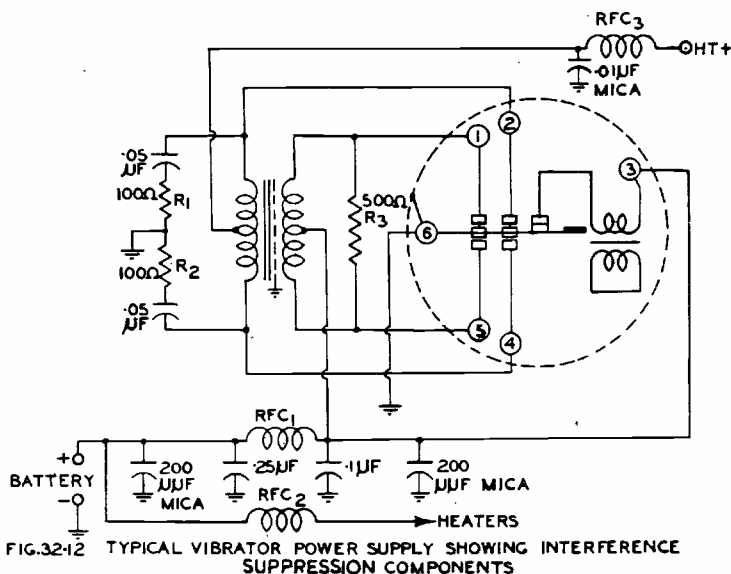 RFC3
HT+
.01µF
MICA
2
1
3
.05
µF
100Ω
R1
500Ω
R3
6
100Ω
R2
.05
µF
5
4
RFC1
+
BATTERY
-
200
µµF
MICA
.25µF
.1µF
200
µµF MICA
RFC2
HEATERS
FIG.32·12 TYPICAL VIBRATOR POWER SUPPLY SHOWING INTERFERENCE
SUPPRESSION COMPONENTS